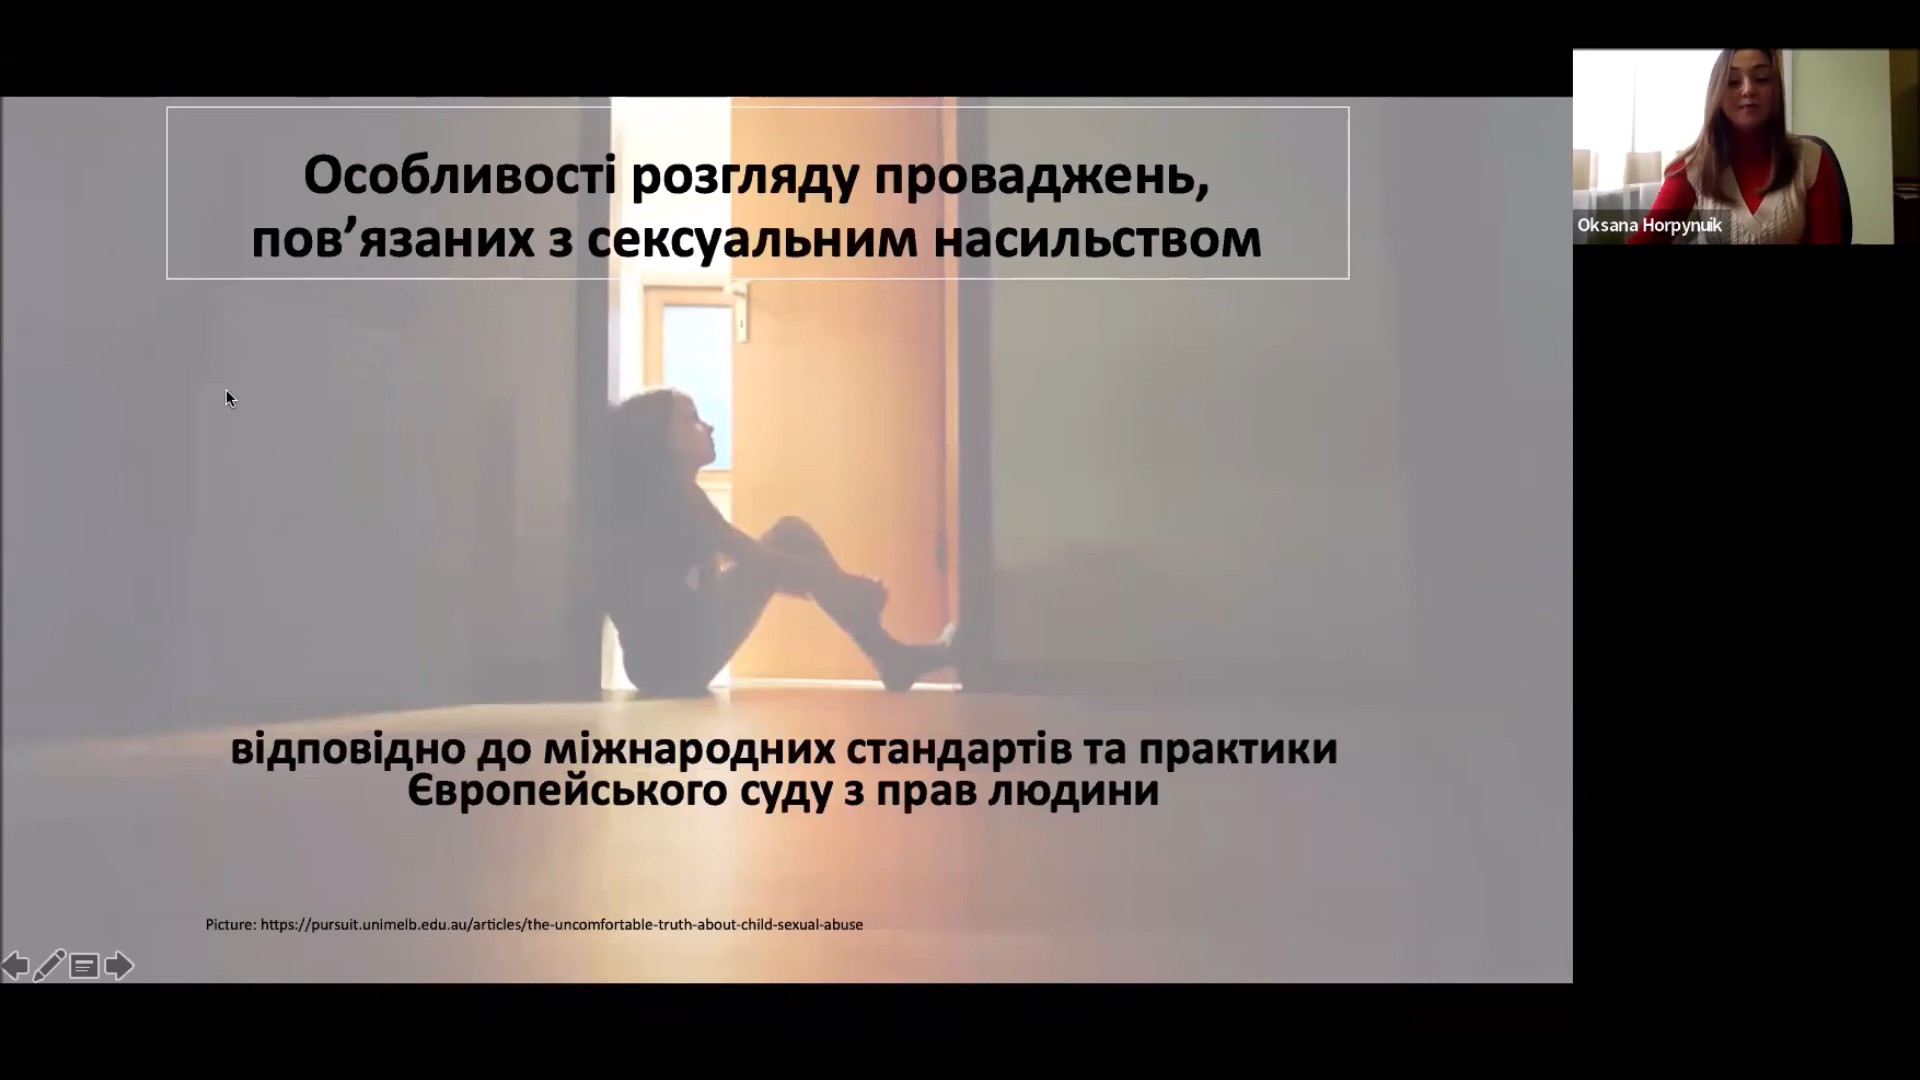 Особливості розгляду проваджень,
пов’язаних з сексуальним насильством
Oksana Horpynuik
відповідно до міжнародних стандартів та практики
Європейського суду з прав людини
Picture: https://pursuit.unimelb.edu.au/articles/the-uncomfortable-truth-about-child-sexual-abuse